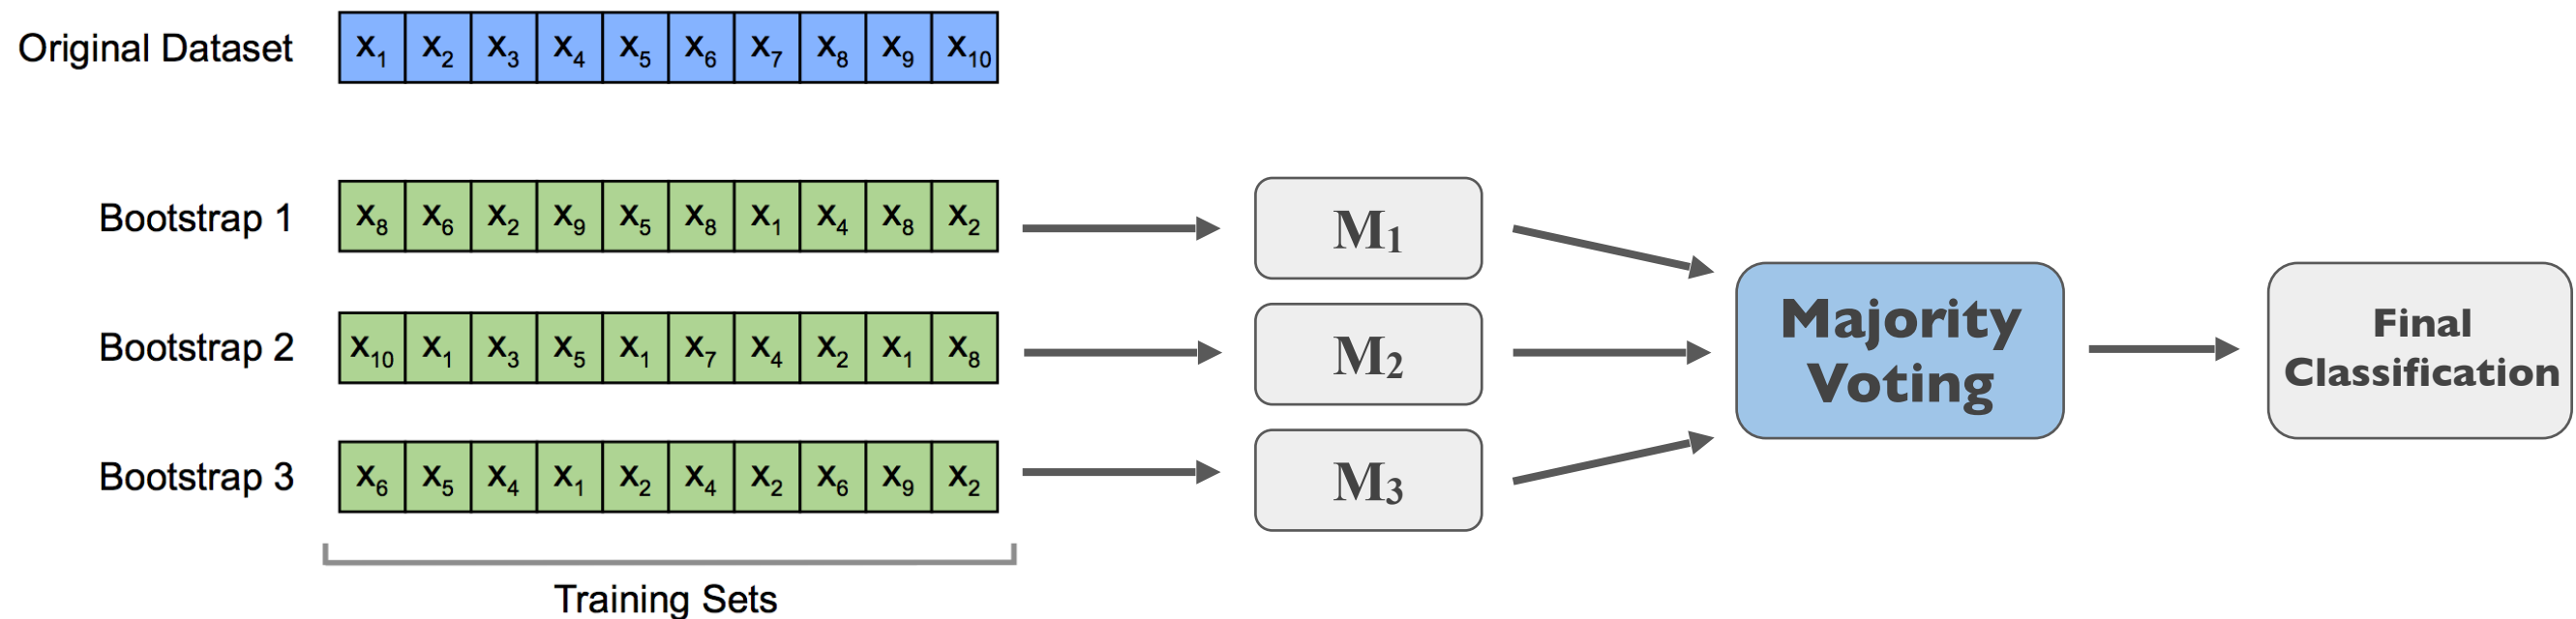 Original Dataset x₁ x₂ x₃ x₄ x₅ x₆ x₇ x₈ x₉ x₁₀
Bootstrap 1 x₈ x₆ x₂ x₉ x₅ x₈ x₁ x₄ x₈ x₂
M₁
Bootstrap 2 x₁₀ x₁ x₃ x₅ x₁ x₇ x₄ x₂ x₁ x₈
M₂
Bootstrap 3 x₆ x₅ x₄ x₁ x₂ x₄ x₂ x₆ x₉ x₂
M₃
Training Sets
Majority
Voting
Final
Classification